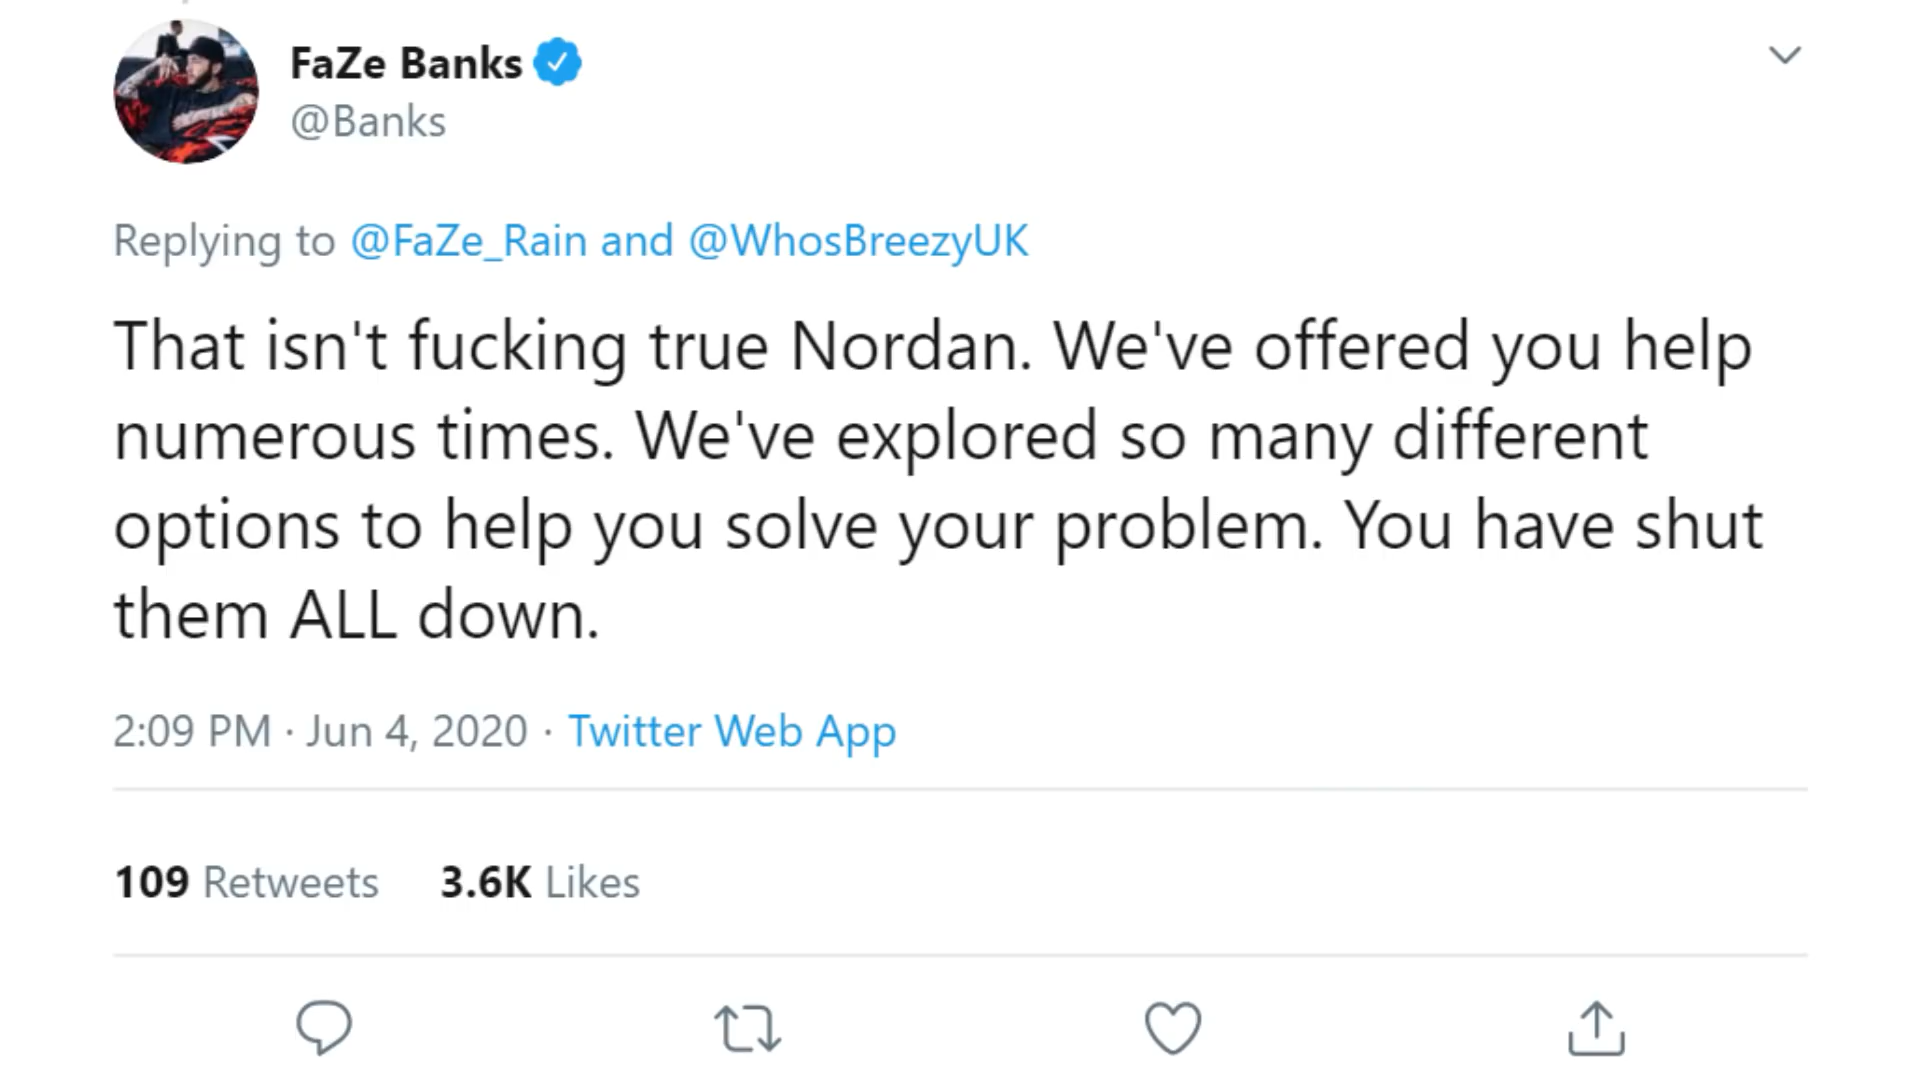 FaZe Banks
@Banks
Replying to @FaZe_Rain and @WhosBreezyUK
That isn't fucking true Nordan. We've offered you help
numerous times. We've explored so many different
options to help you solve your problem. You have shut
them ALL down.
2:09 PM · Jun 4, 2020 · Twitter Web App
109 Retweets 3.6K Likes